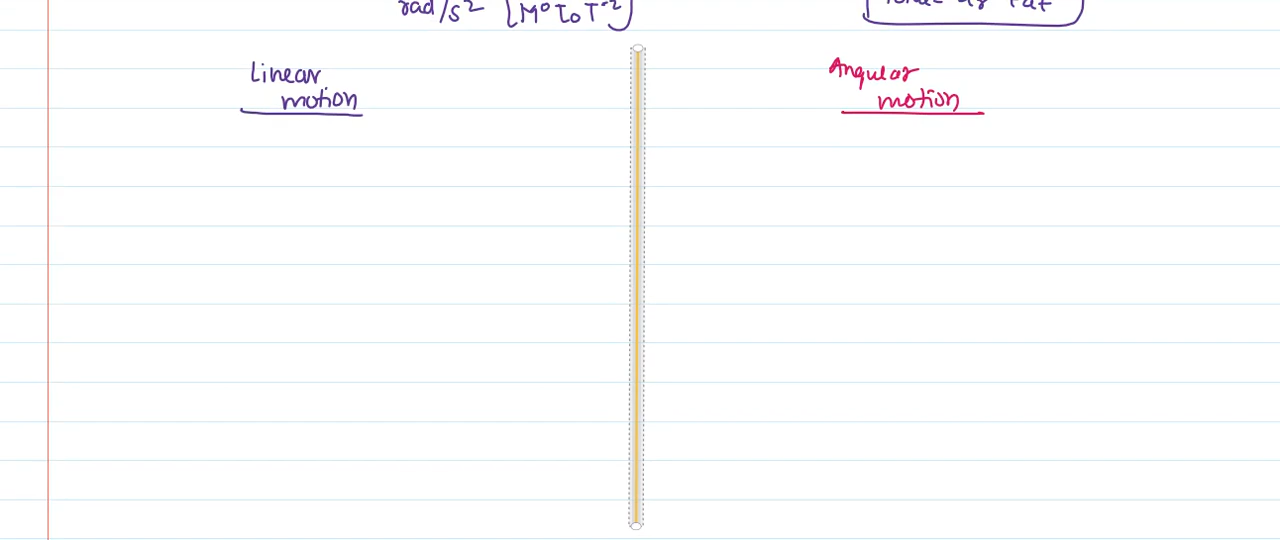 rad/s² [M⁰L⁰T⁻²]
Linear
motion
Angular
motion